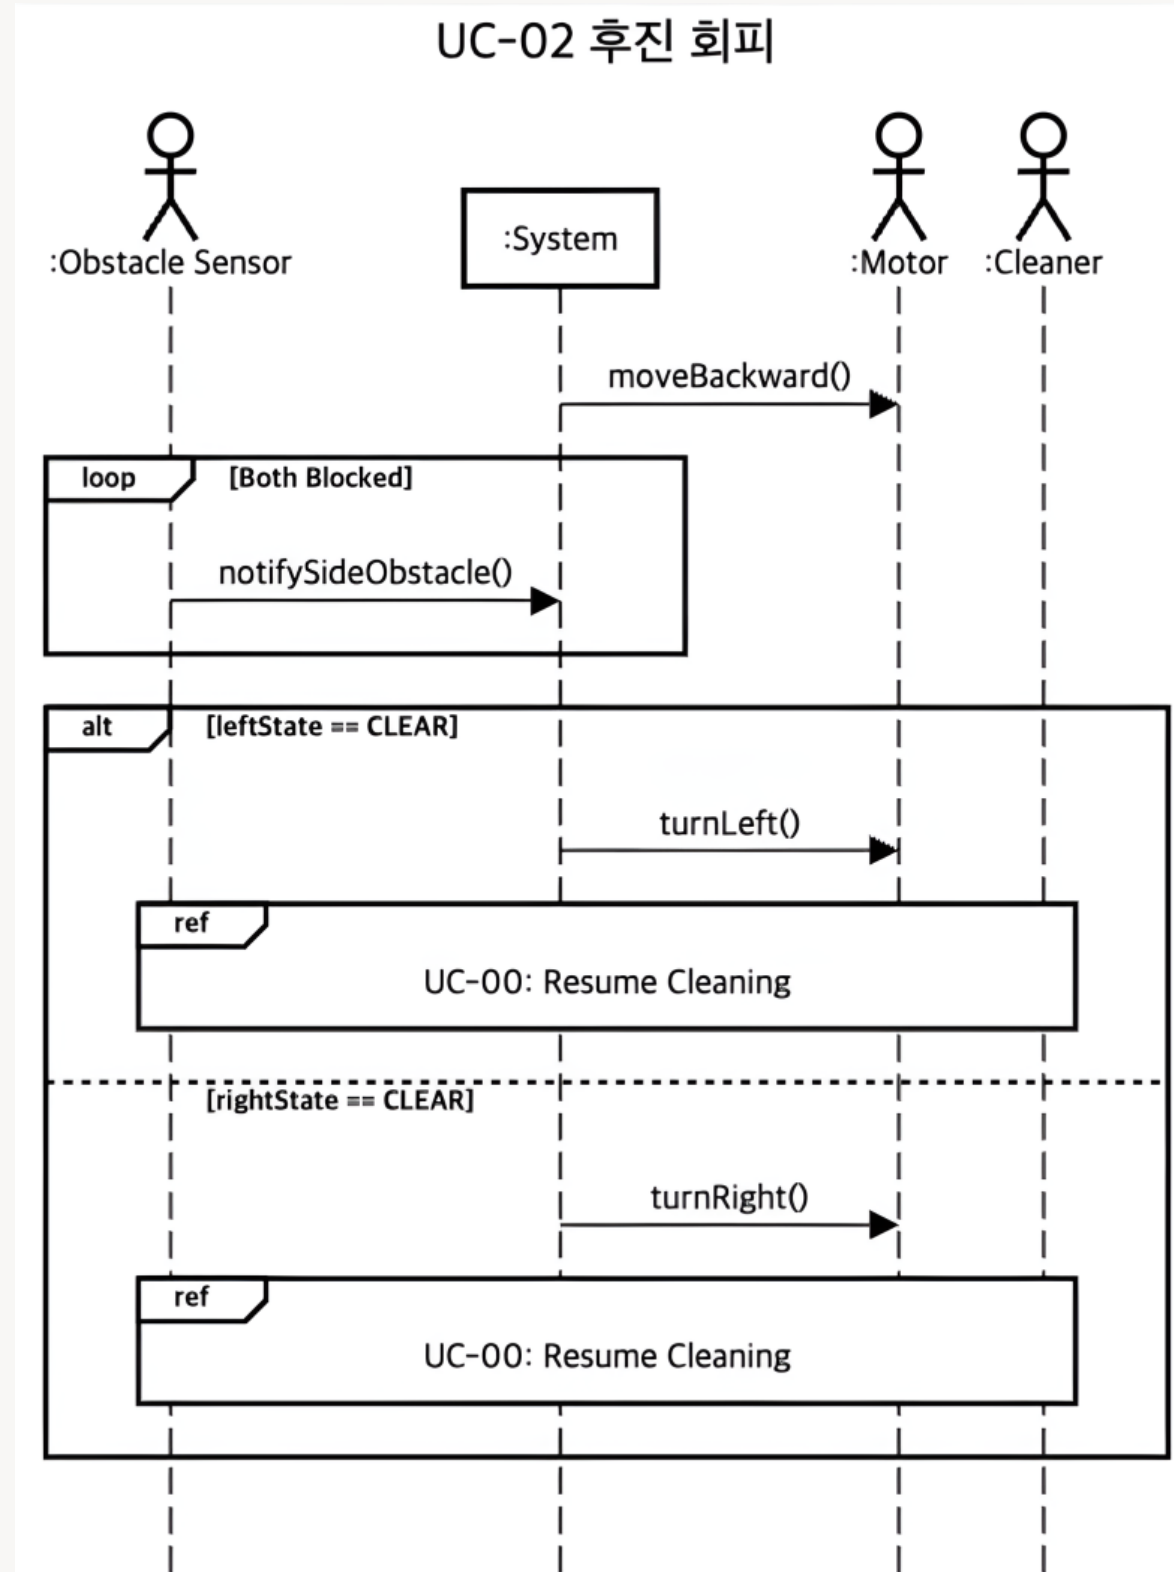 UC-02 후진 회피
:Obstacle Sensor
:System
:Motor
:Cleaner
moveBackward()
loop
[Both Blocked]
notifySideObstacle()
alt
[leftState == CLEAR]
turnLeft()
ref
UC-00: Resume Cleaning
[rightState == CLEAR]
turnRight()
ref
UC-00: Resume Cleaning